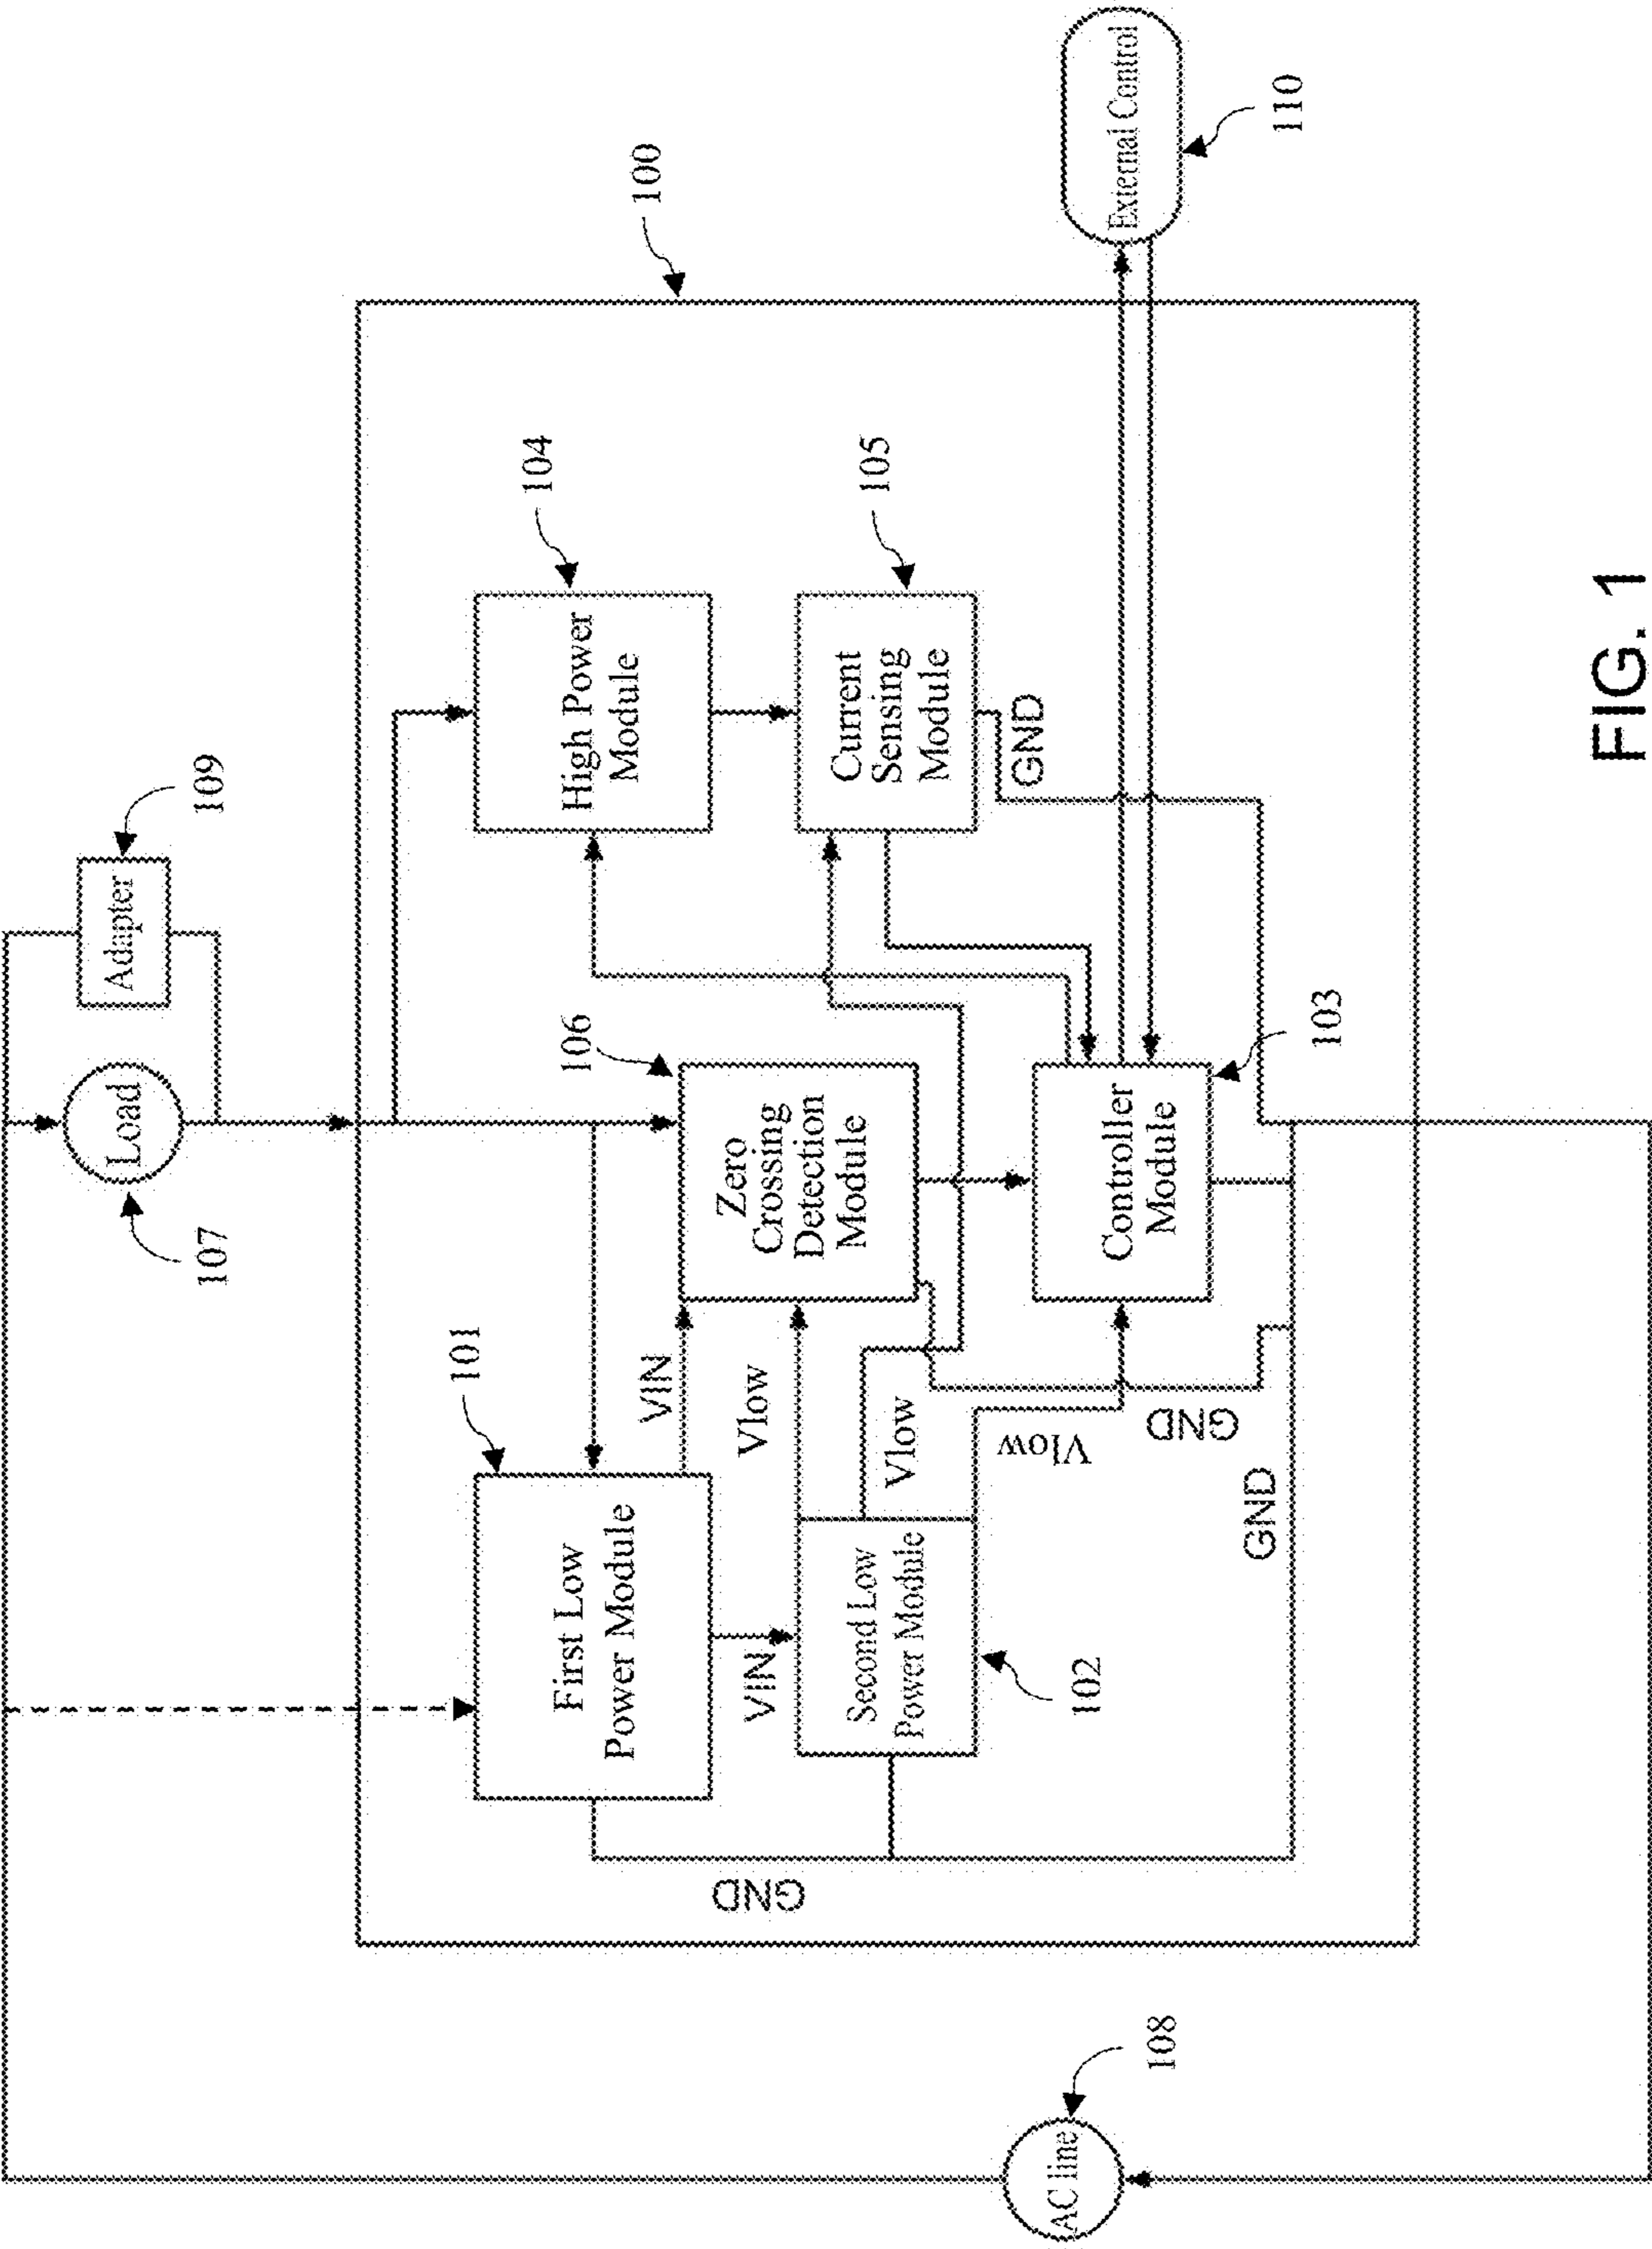 107
Load
Adapter
109
100
101
First Low
Power Module
106
104
High Power
Module
VIN
VIN
Vlow
Zero
Crossing
Detection
Module
105
Current
Sensing
Module
GND
Second Low
Power Module
102
Vlow
Vlow
GND
GND
GND
Controller
Module
103
External Control
110
AC line
108
FIG. 1